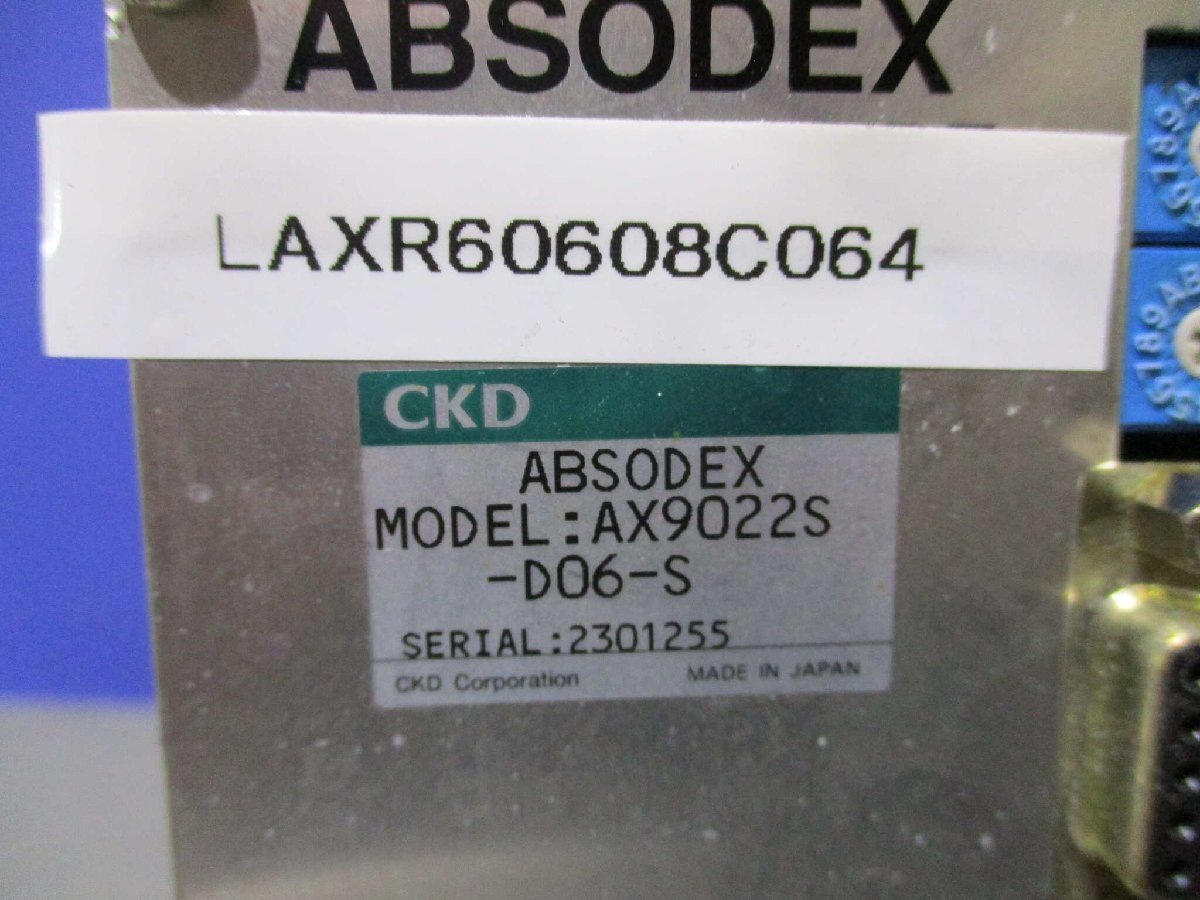 ABSODEX
LAXR60608C064
CKD
ABSODEX
MODEL:AX9022S
-D06-S
SERIAL:2301255
CKD Corporation
MADE IN JAPAN